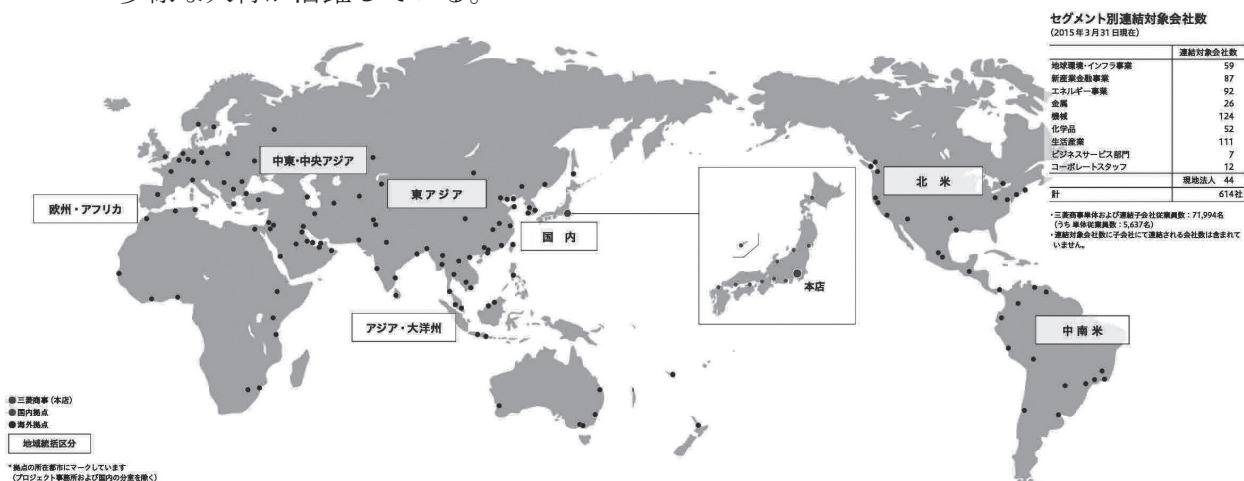 多様な人材が活躍している。
セグメント別連結対象会社数
(2015年3月31日現在)
連結対象会社数
地球環境・インフラ事業 59
新産業金融事業 87
エネルギー事業 92
金属 26
機械 124
化学品 52
生活産業 111
ビジネスサービス部門 7
コーポレートスタッフ 12
現地法人 44
計 614社
・三菱商事単体および連結子会社従業員数：71,994名
(うち単体従業員数：5,637名)
・連結対象会社数に子会社にて連結される会社数は含まれて
いません。
中東・中央アジア
東アジア
北 米
欧州・アフリカ
国 内
本店
アジア・大洋州
中 南 米
●三菱商事(本店)
●国内拠点
●海外拠点
地域統括区分
*拠点の所在都市にマークしています
(プロジェクト事務所および国内の分室を除く)